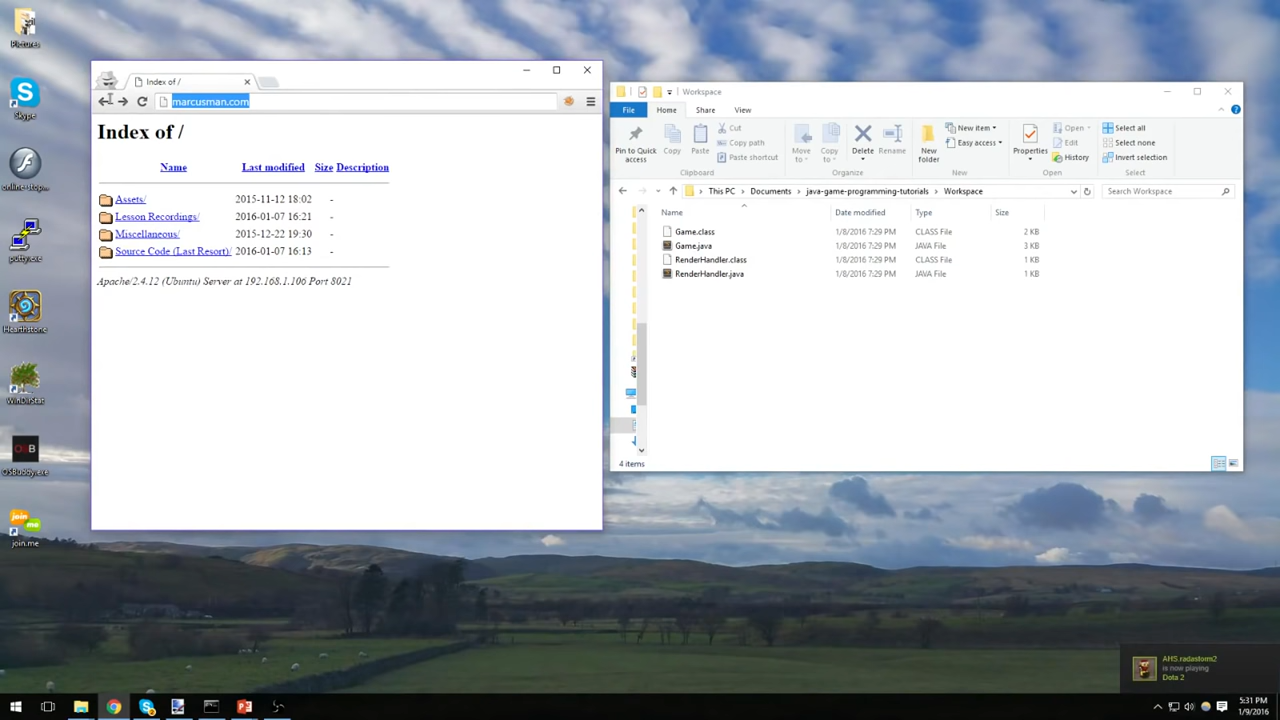 Pictures
Skype
online-stop...
putty.exe
Hearthstone
WinDirStat
OSB
OSBuddy.exe
join me
join.me
Index of /
marcusman.com
Index of /
Name Last modified Size Description
Assets/ 2015-11-12 18:02 -
Lesson Recordings/ 2016-01-07 16:21 -
Miscellaneous/ 2015-12-22 19:30 -
Source Code (Last Resort)/ 2016-01-07 16:13 -
Apache/2.4.12 (Ubuntu) Server at 192.168.1.106 Port 8021
Workspace
File Home Share View
Pin to Quick access
Copy
Paste
Cut
Copy path
Paste shortcut
Clipboard
Move to
Copy to
Delete
Rename
Organize
New folder
New item
Easy access
New
Properties
Open
Edit
History
Open
Select all
Select none
Invert selection
Select
This PC > Documents > java-game-programming-tutorials > Workspace
Search Workspace
Name Date modified Type Size
Game.class 1/8/2016 7:29 PM CLASS File 2 KB
Game.java 1/8/2016 7:29 PM JAVA File 3 KB
RenderHandler.class 1/8/2016 7:29 PM CLASS File 1 KB
RenderHandler.java 1/8/2016 7:29 PM JAVA File 1 KB
4 items
AHS.radastorm2
is now playing
Dota 2
5:31 PM
1/9/2016